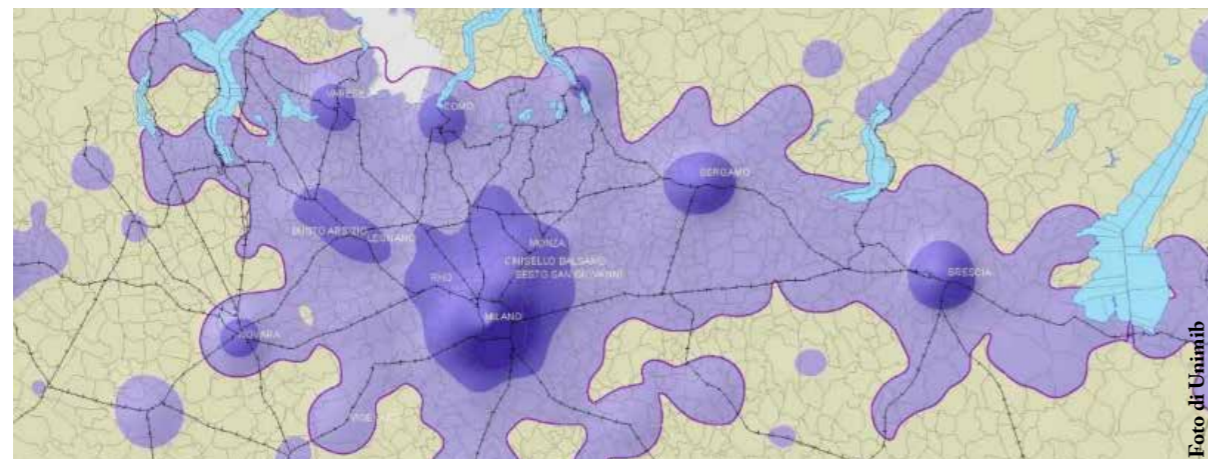 VARESE
COMO
BERGAMO
BUSTO ARSIZIO
LEGNANO
MONZA
CINISELLO BALSAMO
SESTO SAN GIOVANNI
RHO
BRESCIA
MILANO
NOVARA
Foto di Unimib